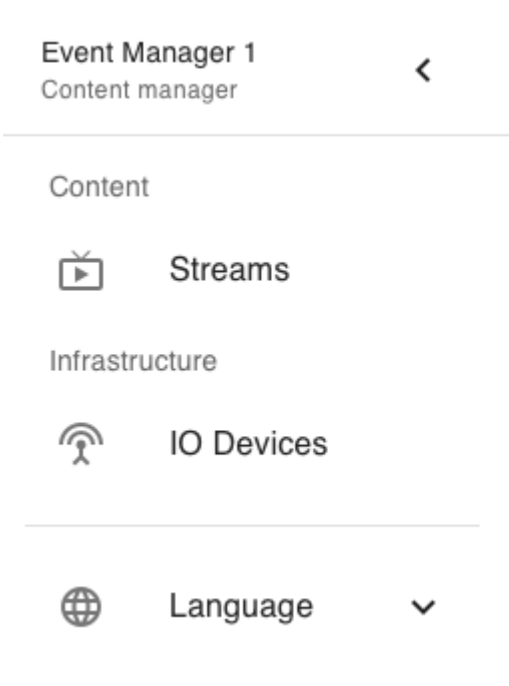 Event Manager 1
Content manager
Content
Streams
Infrastructure
IO Devices
Language